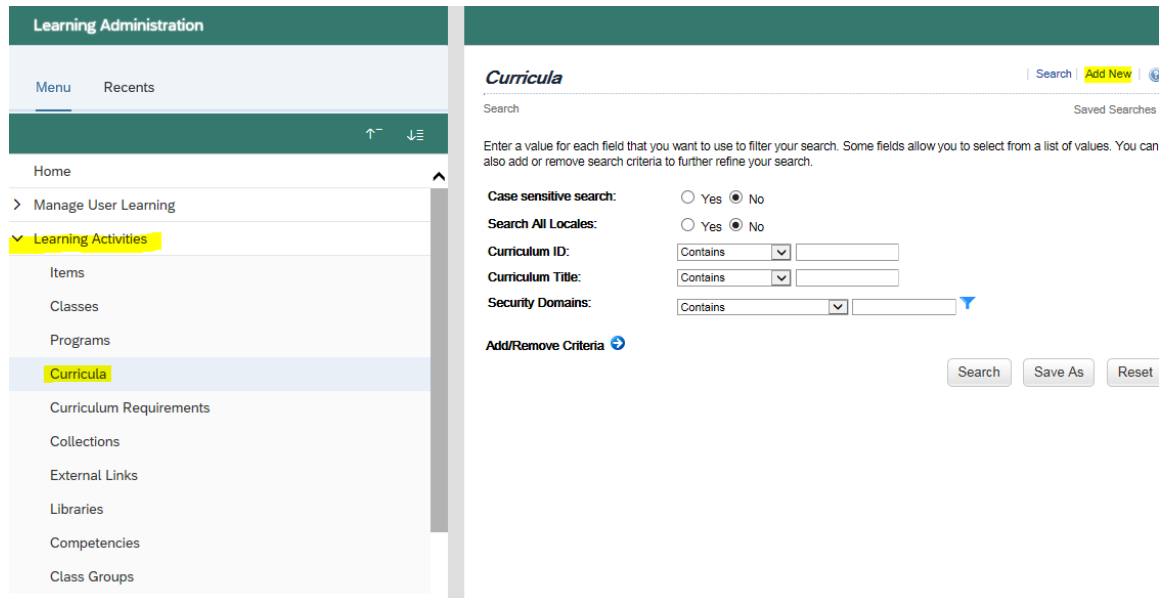 Learning Administration
Menu Recents
Home
Manage User Learning
Learning Activities
Items
Classes
Programs
Curricula
Curriculum Requirements
Collections
External Links
Libraries
Competencies
Class Groups
Curricula
Search Add New
Search Saved Searches
Enter a value for each field that you want to use to filter your search. Some fields allow you to select from a list of values. You can
also add or remove search criteria to further refine your search.
Case sensitive search: Yes No
Search All Locales: Yes No
Curriculum ID: Contains
Curriculum Title: Contains
Security Domains: Contains
Add/Remove Criteria
Search Save As Reset